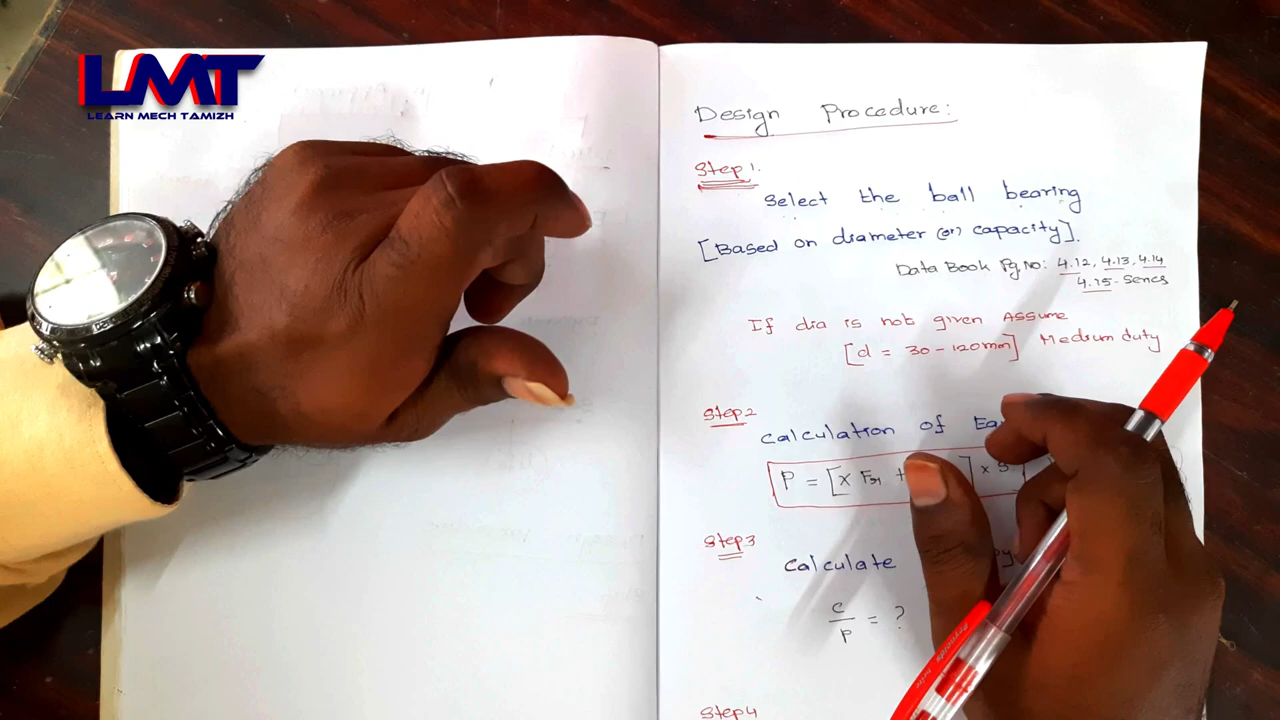 LMT
LEARN MECH TAMIZH
Design Procedure:
Step 1.
Select the ball bearing
[Based on diameter (or) capacity].
Data Book Pg No: 4.12, 4.13, 4.14
4.15 - Series
If dia is not given Assume
[d = 30 - 120mm] Medium duty
Step 2
Calculation of
P = [x Fr + ] x S
Step 3
Calculate
C
/P = ?
Step 4